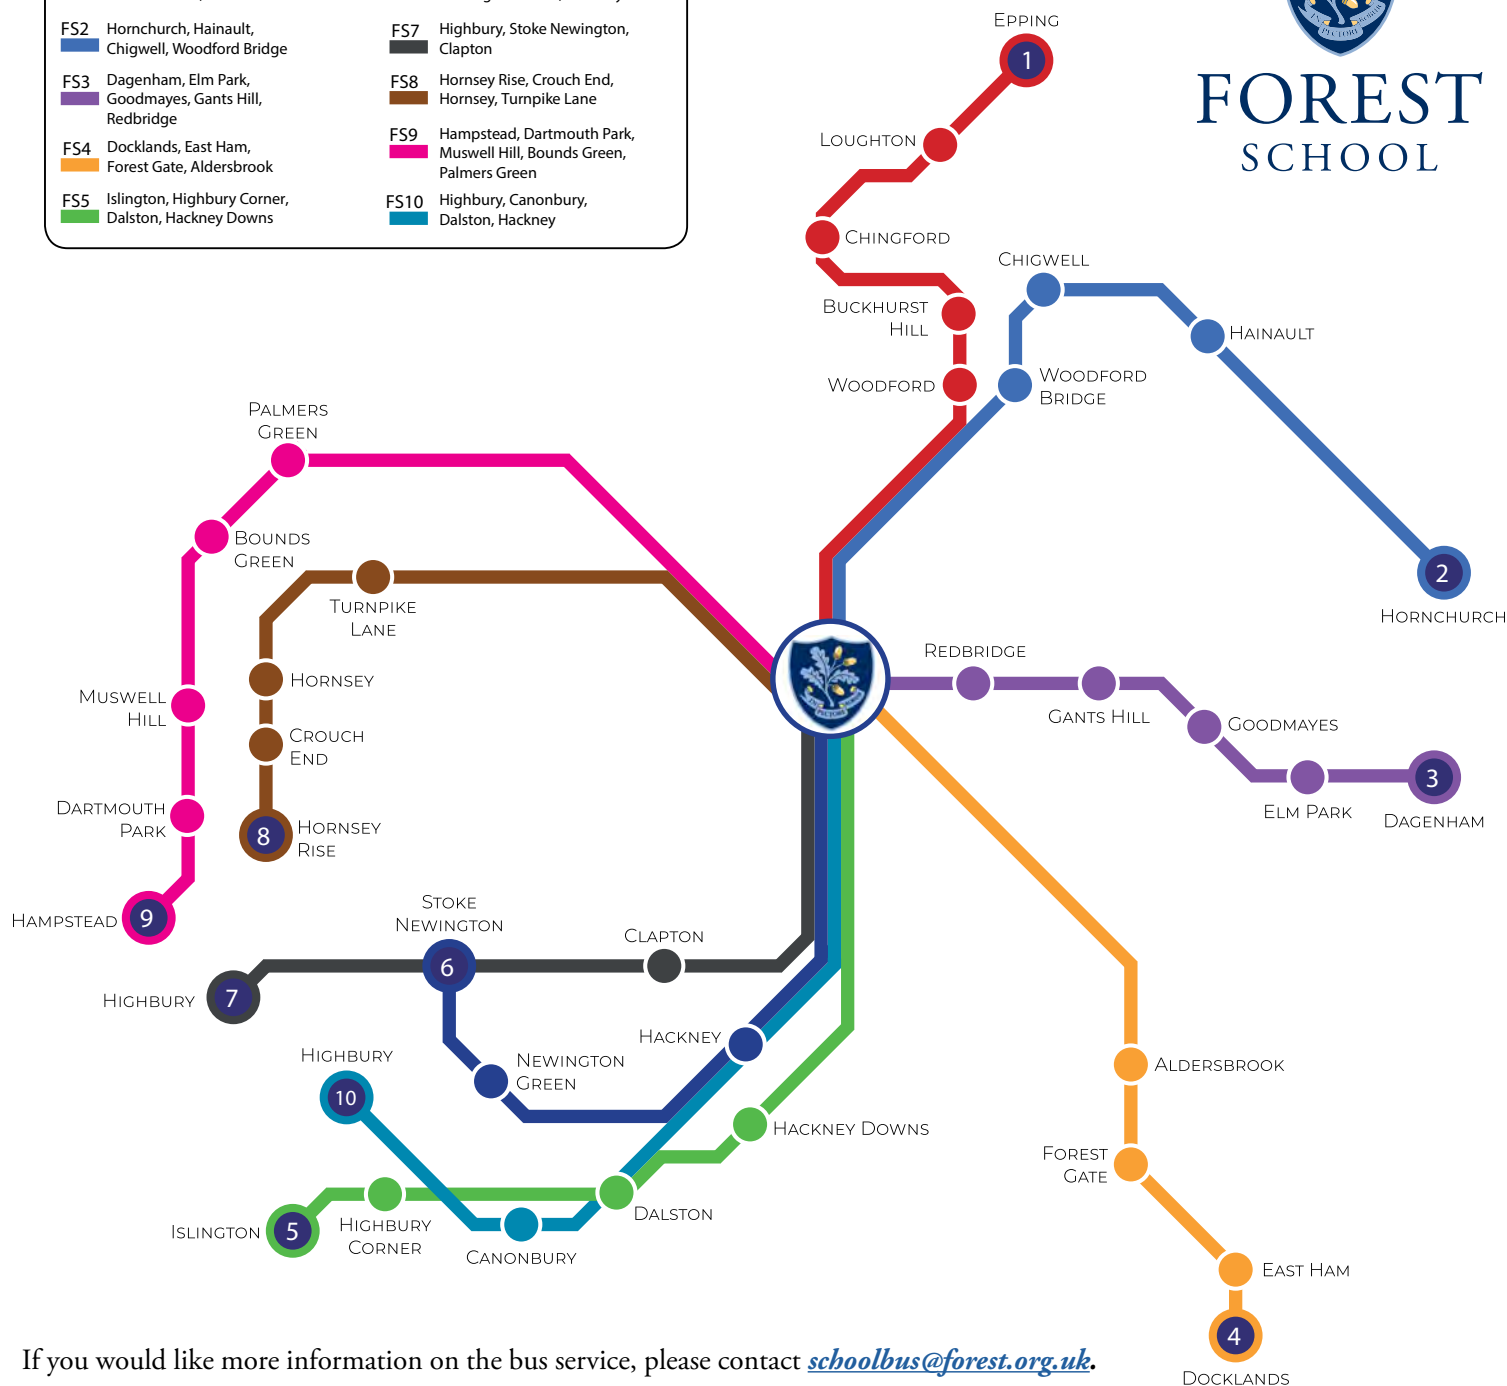 FS2 Hornchurch, Hainault,
Chigwell, Woodford Bridge
FS3 Dagenham, Elm Park,
Goodmayes, Gants Hill,
Redbridge
FS4 Docklands, East Ham,
Forest Gate, Aldersbrook
FS5 Islington, Highbury Corner,
Dalston, Hackney Downs
FS7 Highbury, Stoke Newington,
Clapton
FS8 Hornsey Rise, Crouch End,
Hornsey, Turnpike Lane
FS9 Hampstead, Dartmouth Park,
Muswell Hill, Bounds Green,
Palmers Green
FS10 Highbury, Canonbury,
Dalston, Hackney
FOREST
SCHOOL
EPPING
1
LOUGHTON
CHINGFORD
BUCKHURST
HILL
WOODFORD
CHIGWELL
HAINAULT
WOODFORD
BRIDGE
2
HORNCHURCH
PALMERS
GREEN
BOUNDS
GREEN
TURNPIKE
LANE
HORNSEY
MUSWELL
HILL
CROUCH
END
DARTMOUTH
PARK
8
HORNSEY
RISE
HAMPSTEAD
9
REDBRIDGE
GANTS HILL
GOODMAYES
ELM PARK
3
DAGENHAM
STOKE
NEWINGTON
6
CLAPTON
HIGHBURY
7
HACKNEY
NEWINGTON
GREEN
HIGHBURY
10
HACKNEY DOWNS
ISLINGTON
5
HIGHBURY
CORNER
CANONBURY
DALSTON
ALDERSBROOK
FOREST
GATE
EAST HAM
4
DOCKLANDS
If you would like more information on the bus service, please contact schoolbus@forest.org.uk.